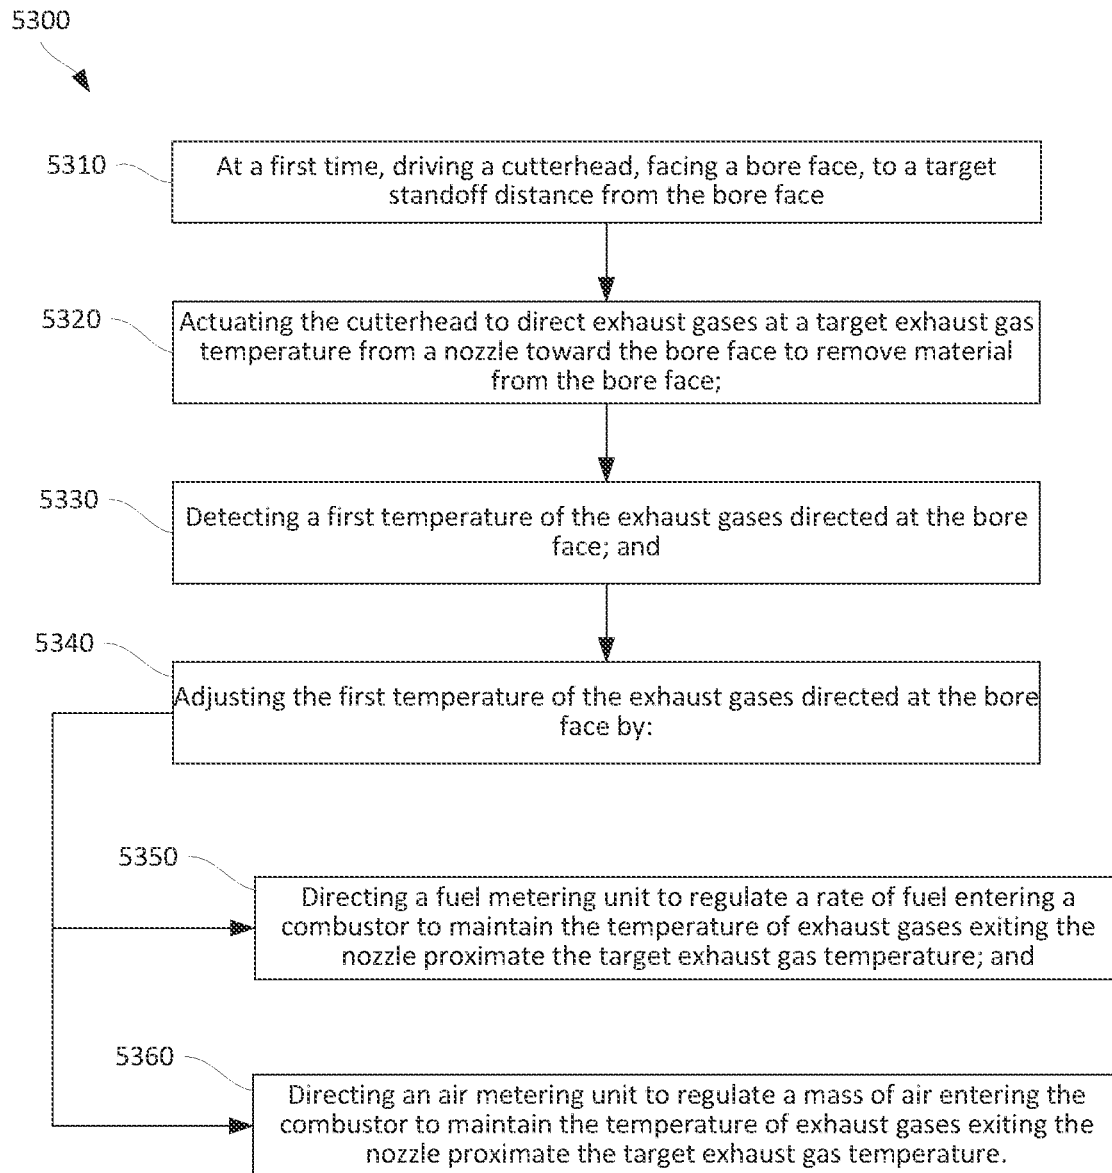 5300
5310
At a first time, driving a cutterhead, facing a bore face, to a target
standoff distance from the bore face
5320
Actuating the cutterhead to direct exhaust gases at a target exhaust gas
temperature from a nozzle toward the bore face to remove material
from the bore face;
5330
Detecting a first temperature of the exhaust gases directed at the bore
face; and
5340
Adjusting the first temperature of the exhaust gases directed at the bore
face by:
5350
Directing a fuel metering unit to regulate a rate of fuel entering a
combustor to maintain the temperature of exhaust gases exiting the
nozzle proximate the target exhaust gas temperature; and
5360
Directing an air metering unit to regulate a mass of air entering the
combustor to maintain the temperature of exhaust gases exiting the
nozzle proximate the target exhaust gas temperature.